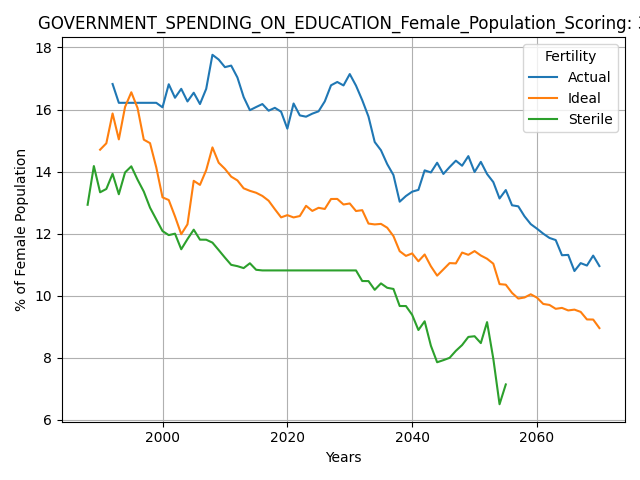 GOVERNMENT_SPENDING_ON_EDUCATION_Female_Population_Scoring:
18
16
14
12
10
8
6
% of Female Population
Fertility
Actual
Ideal
Sterile
2000 2020 2040 2060
Years